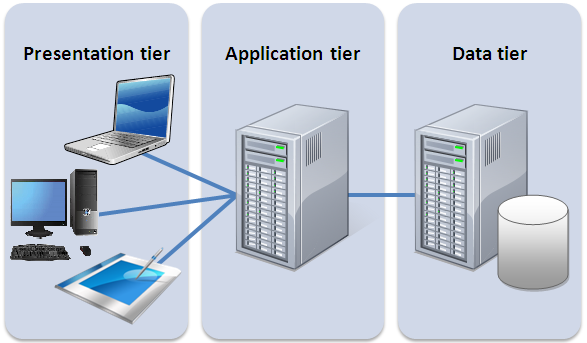 Presentation tier
Application tier
Data tier